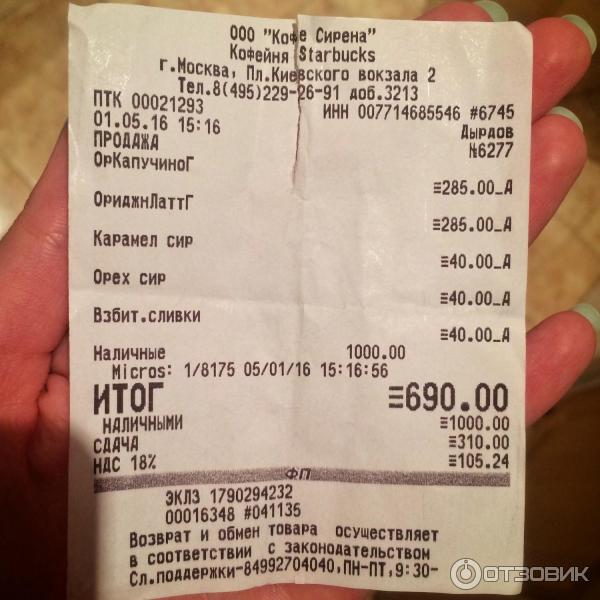 ООО "Кофе Сирена"
Кофейня Starbucks
г.Москва, Пл.Киевского вокзала 2
Тел.8(495)229-26-91 доб.3213
ПТК 00021293 ИНН 007714685546 #6745
01.05.16 15:16 Дырдов
ПРОДАЖА №6277
ОрКапучиноГ
≡285.00_А
ОриджнЛаттГ
≡285.00_А
Карамел сир
≡40.00_А
Орех сир
≡40.00_А
Взбит.сливки
≡40.00_А
Наличные 1000.00
Micros: 1/8175 05/01/16 15:16:56
ИТОГ ≡690.00
НАЛИЧНЫМИ ≡1000.00
СДАЧА ≡310.00
НДС 18% ≡105.24
ФП
ЭКЛЗ 1790294232
00016348 #041135
Возврат и обмен товара осуществляет
в соответствии с законодательством
Сл.поддержки-84992704040,ПН-ПТ,9:30-
ОТЗОВИК